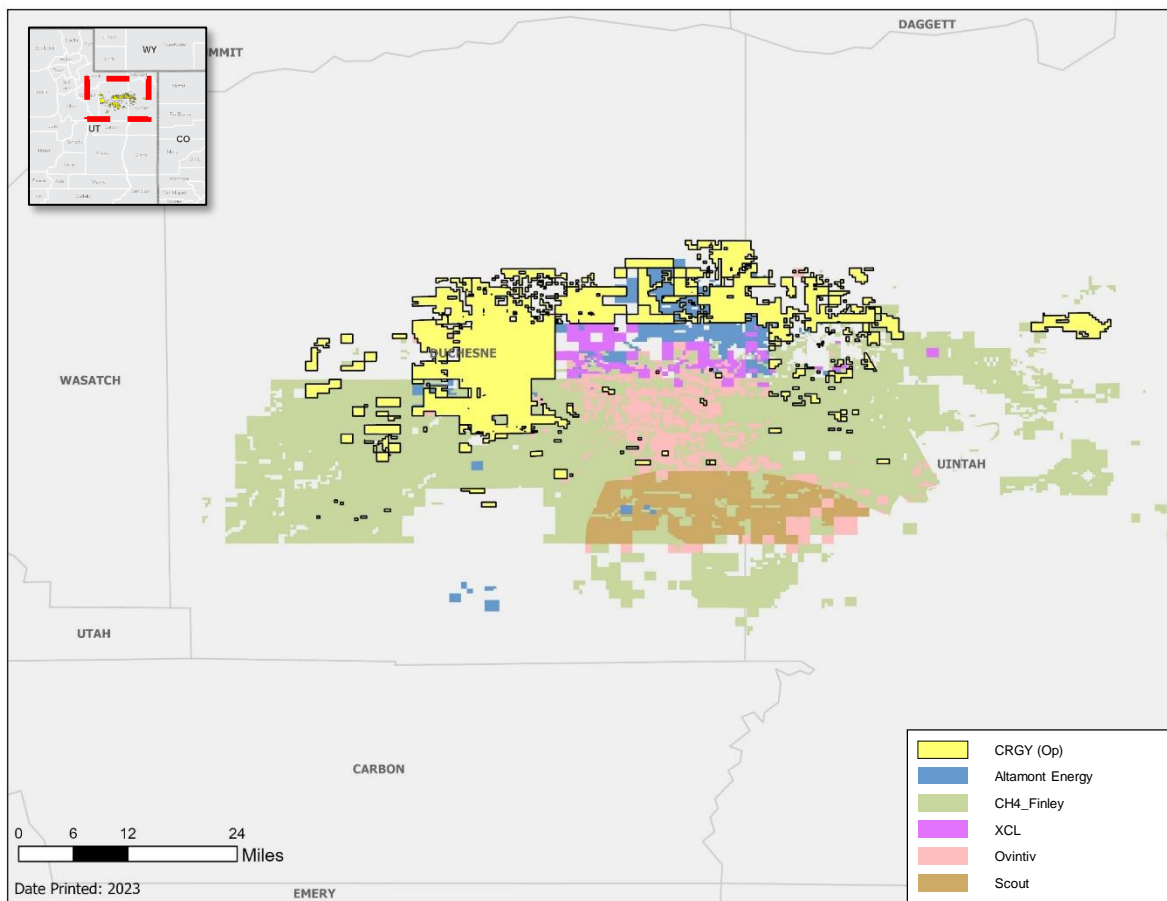 DAGGETT
MMIT
WY
UT
CO
DUCHESNE
WASATCH
UINTAH
UTAH
CARBON
EMERY
CRGY (Op)
Altamont Energy
CH4_Finley
XCL
Ovintiv
Scout
0 6 12 24
Miles
Date Printed: 2023